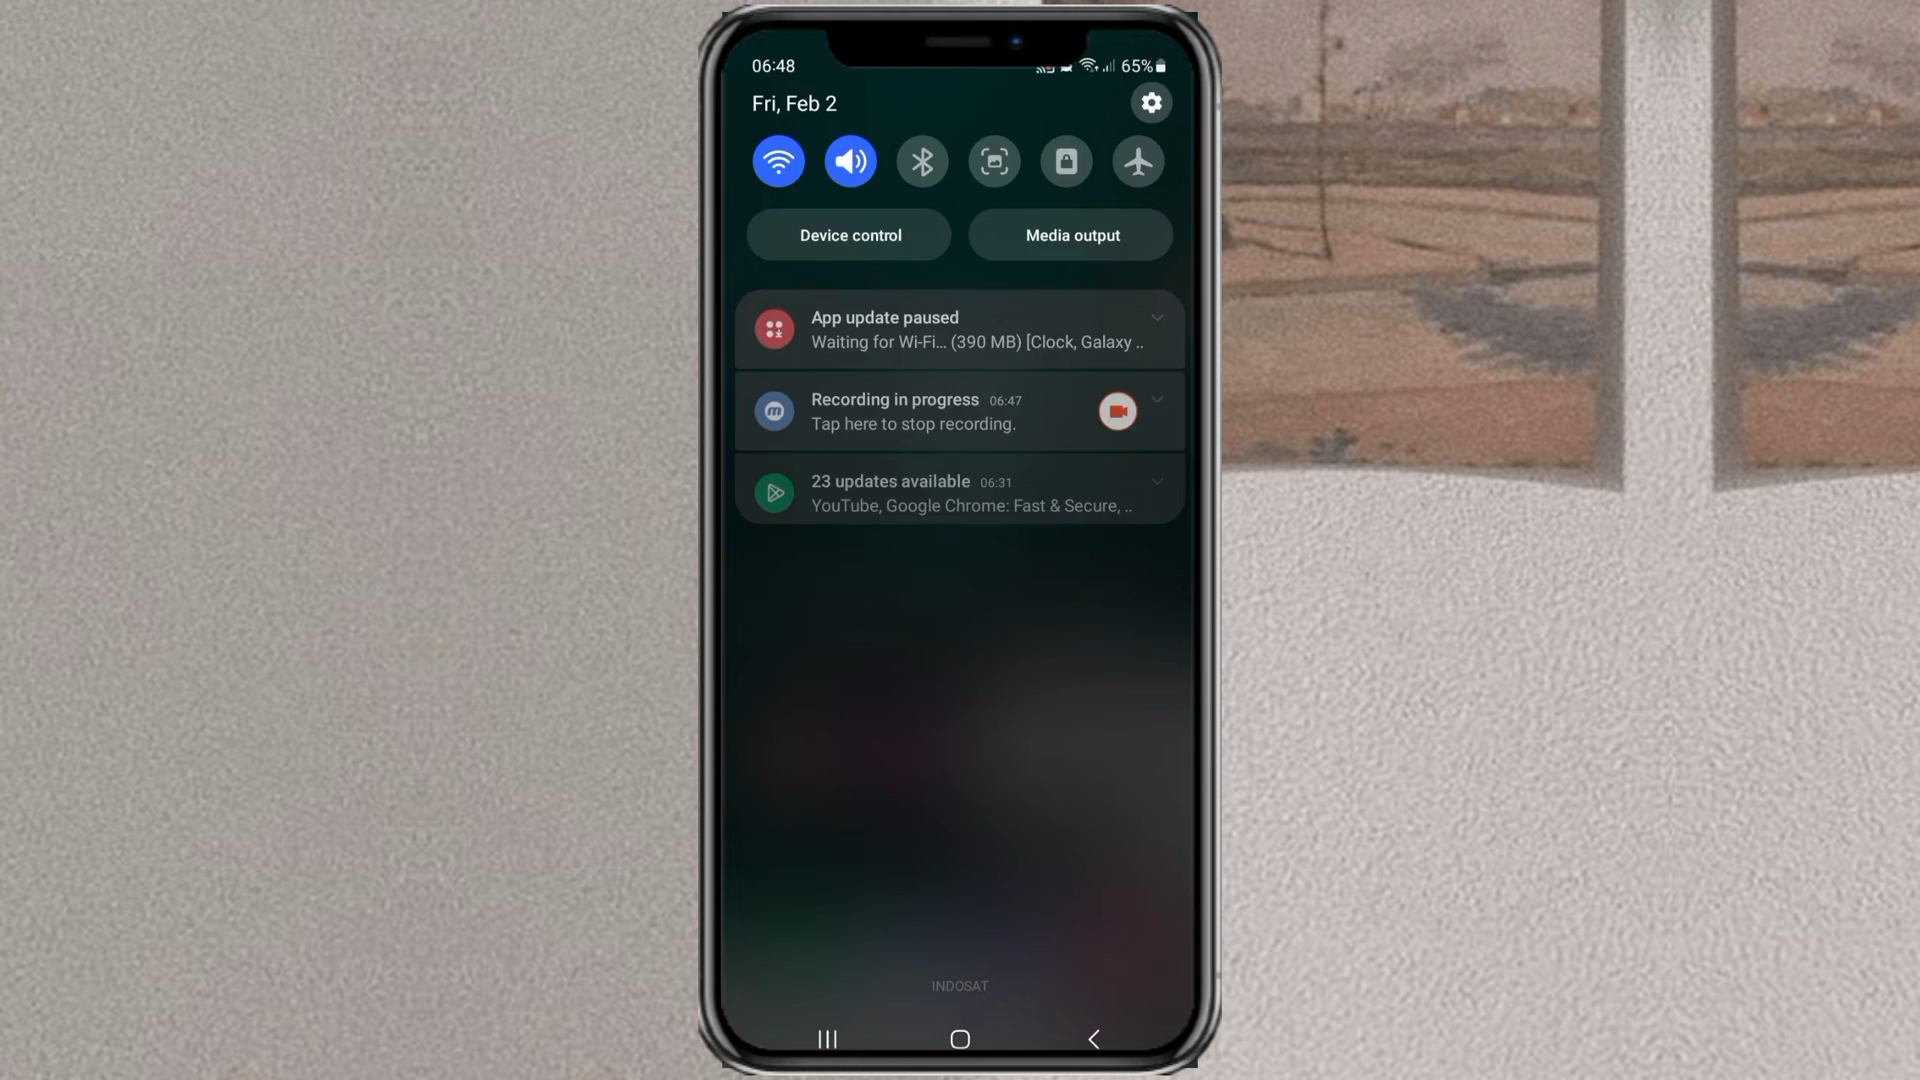 06:48
65%
Fri, Feb 2
Device control
Media output
App update paused
Waiting for Wi-Fi... (390 MB) [Clock, Galaxy ..
Recording in progress 06:47
Tap here to stop recording.
23 updates available 06:31
YouTube, Google Chrome: Fast & Secure, ..
INDOSAT